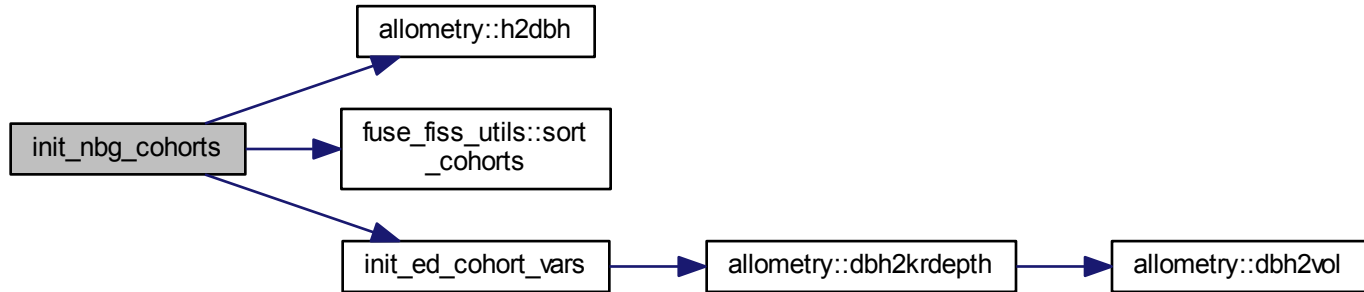 allometry::h2dbh
init_nbg_cohorts
fuse_fiss_utils::sort
_cohorts
init_ed_cohort_vars
allometry::dbh2krdepth
allometry::dbh2vol